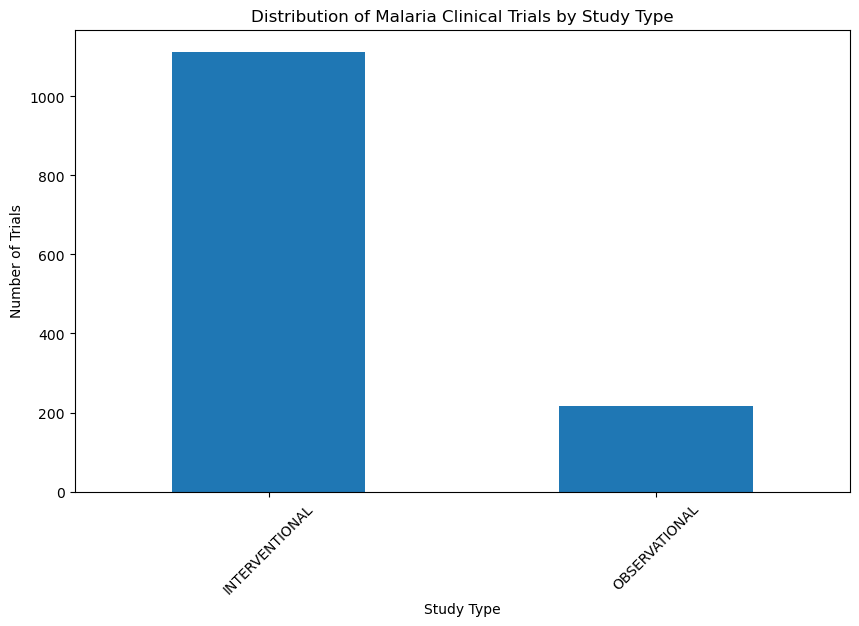 Distribution of Malaria Clinical Trials by Study Type
Number of Trials
1000
800
600
400
200
0
INTERVENTIONAL
OBSERVATIONAL
Study Type